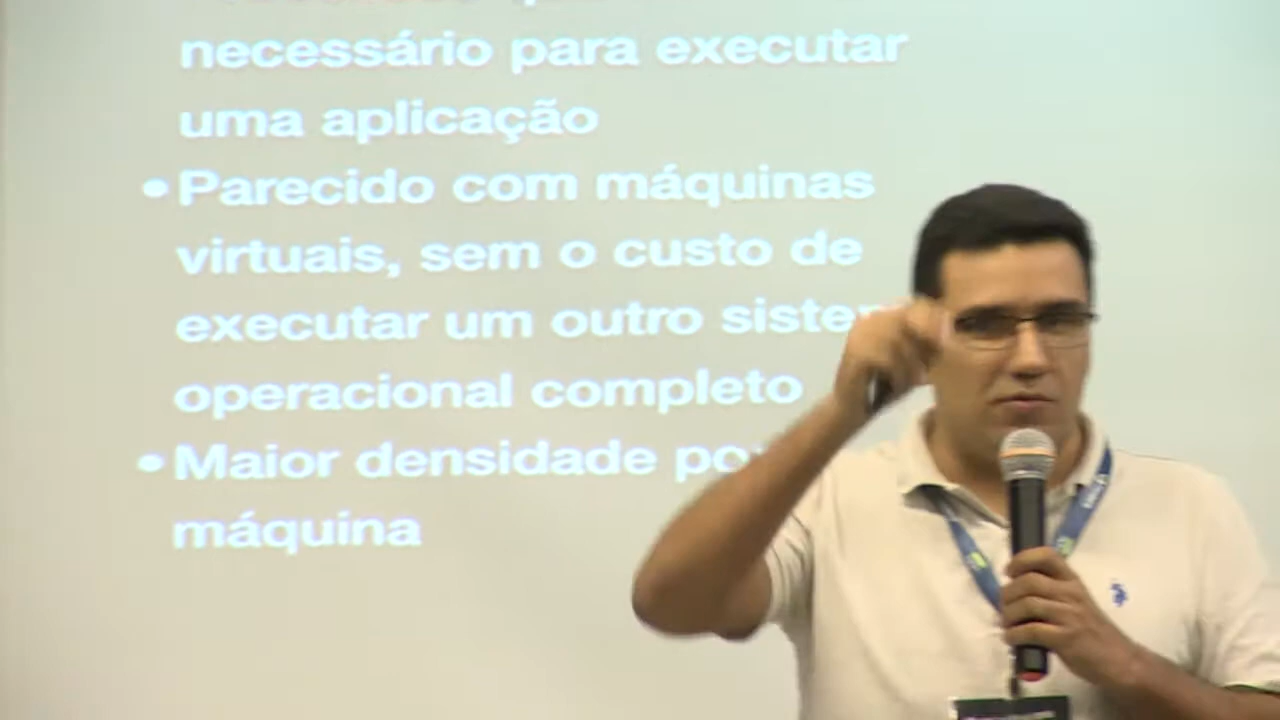 necessário para executar
uma aplicação
• Parecido com máquinas
virtuais, sem o custo de
executar um outro
operacional completo
• Maior densidade
máquina